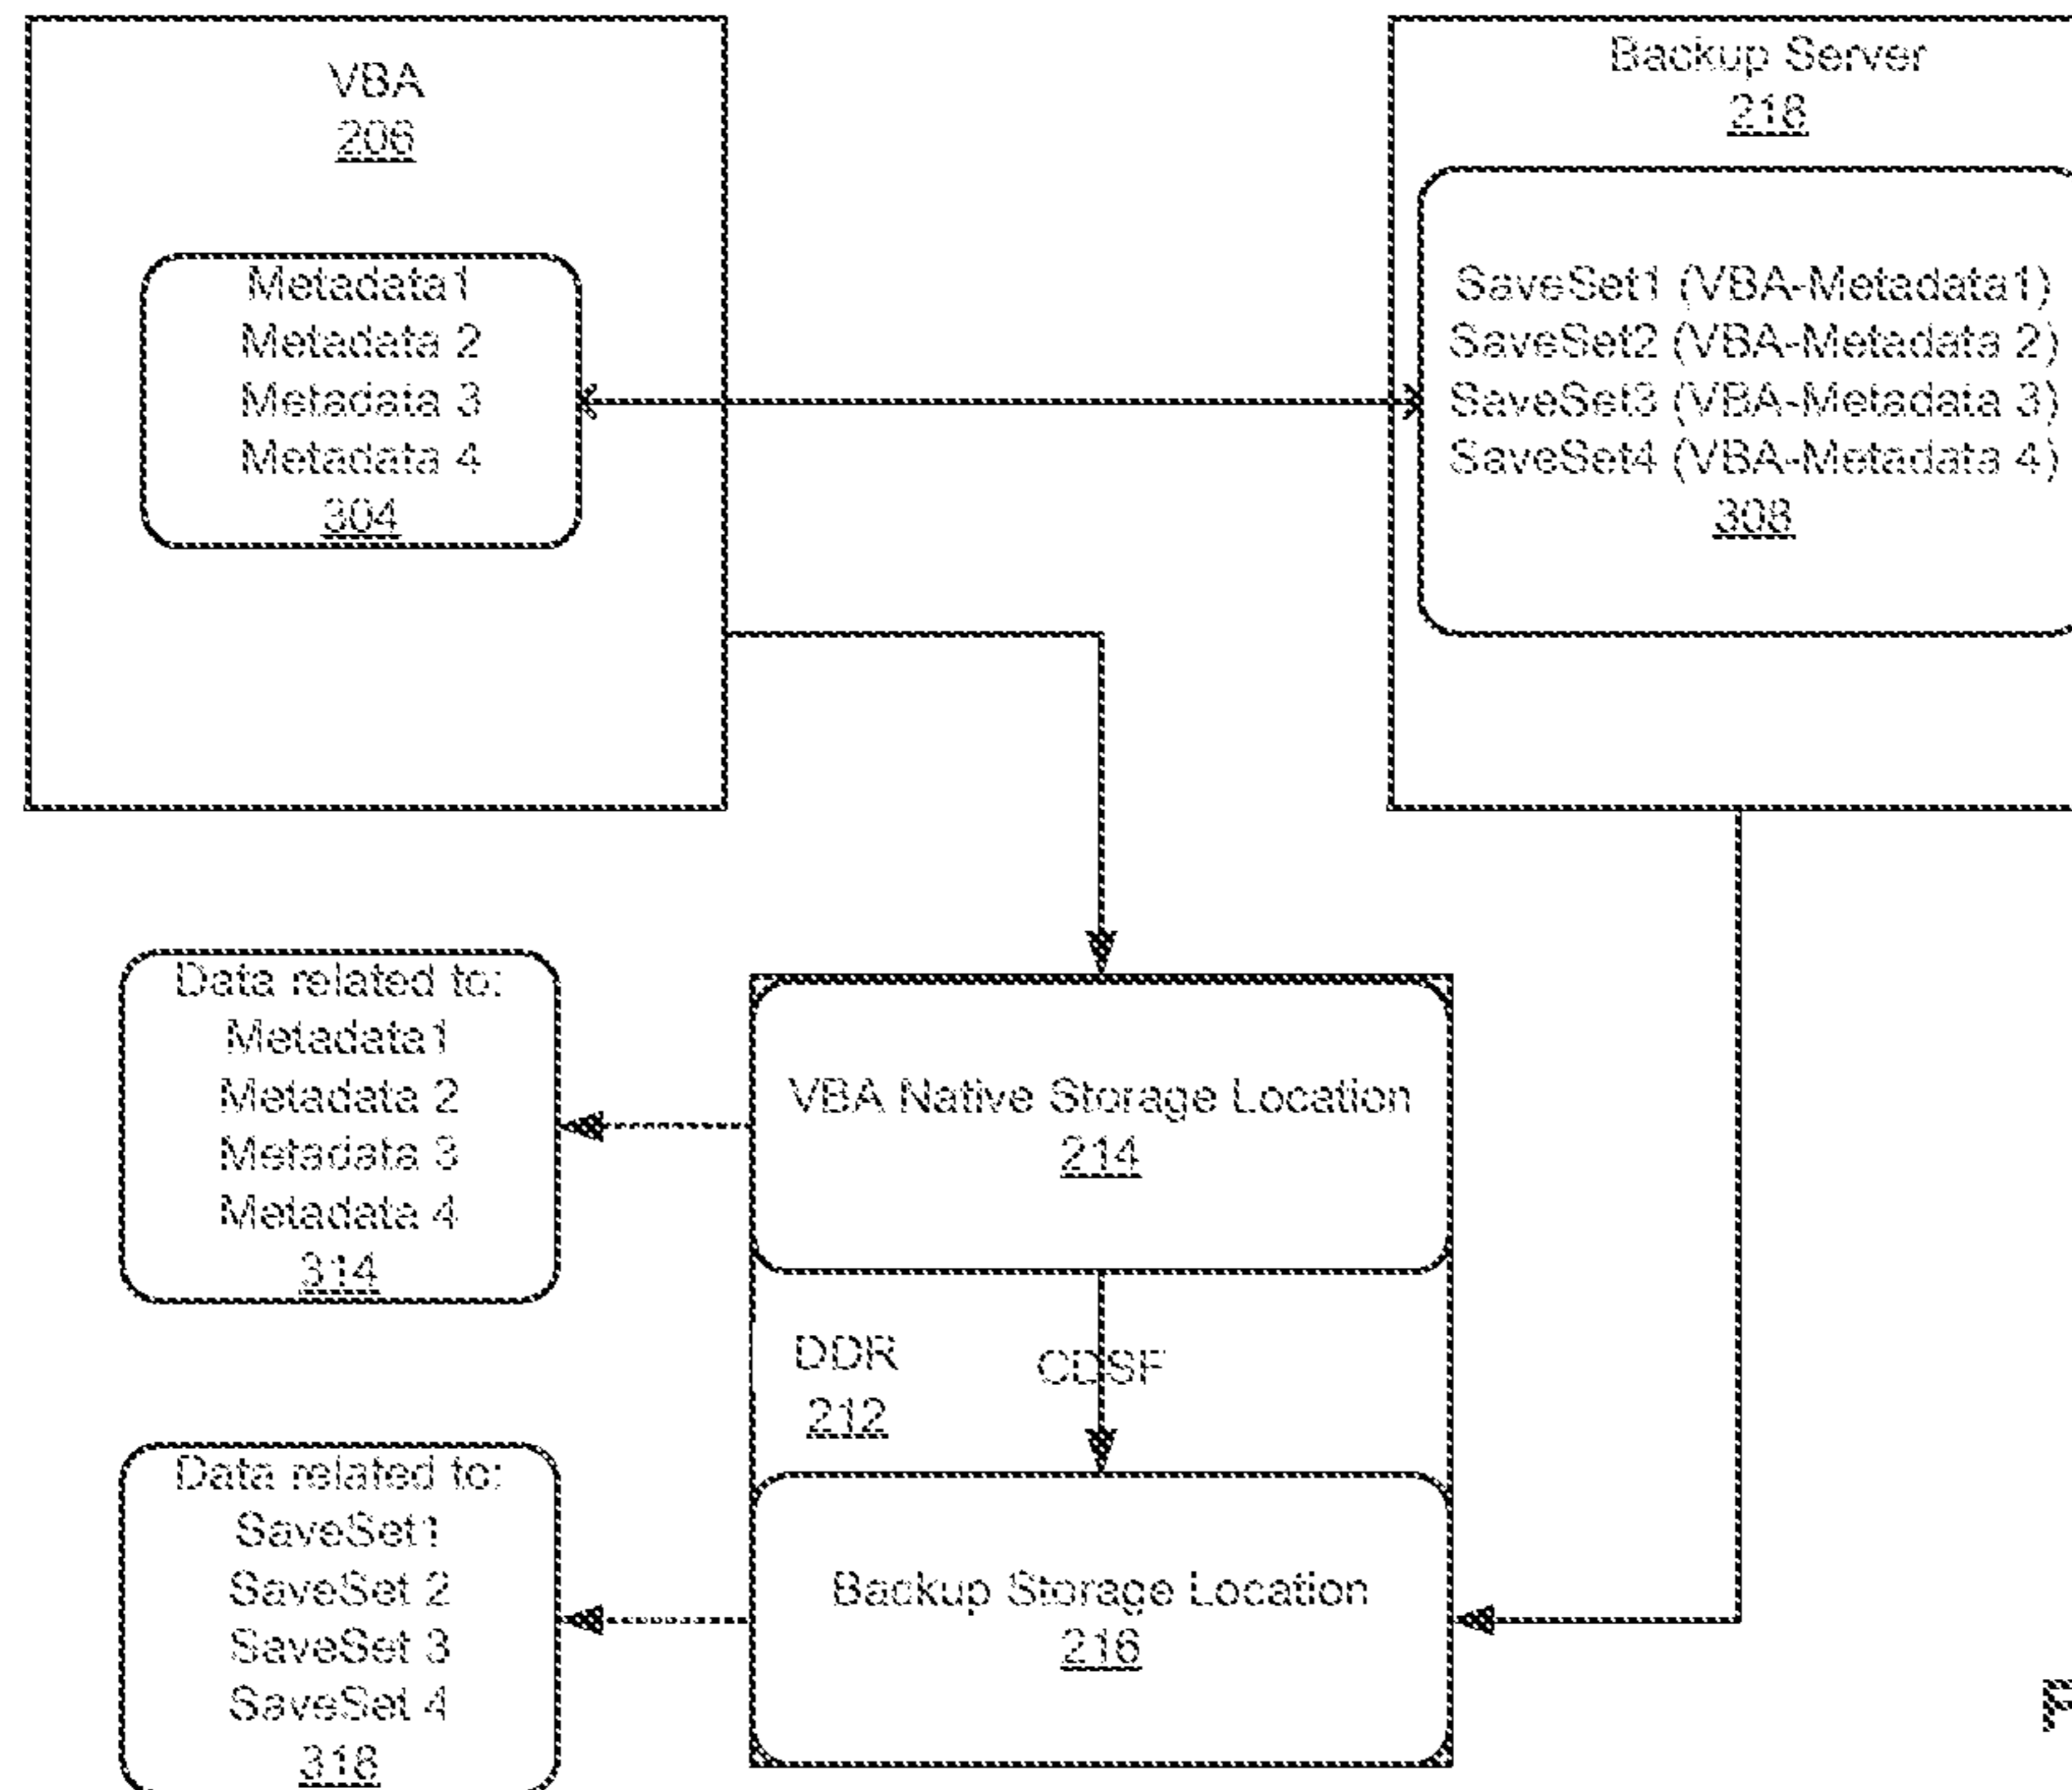 VBA
206
Metadata1
Metadata 2
Metadata 3
Metadata 4
304
Backup Server
218
SaveSet1 (VBA-Metadata1)
SaveSet2 (VBA-Metadata 2)
SaveSet3 (VBA-Metadata 3)
SaveSet4 (VBA-Metadata 4)
308
Data related to:
Metadata1
Metadata 2
Metadata 3
Metadata 4
314
VBA Native Storage Location
214
DDR
212
CDSF
Data related to:
SaveSet1
SaveSet 2
SaveSet 3
SaveSet 4
318
Backup Storage Location
216